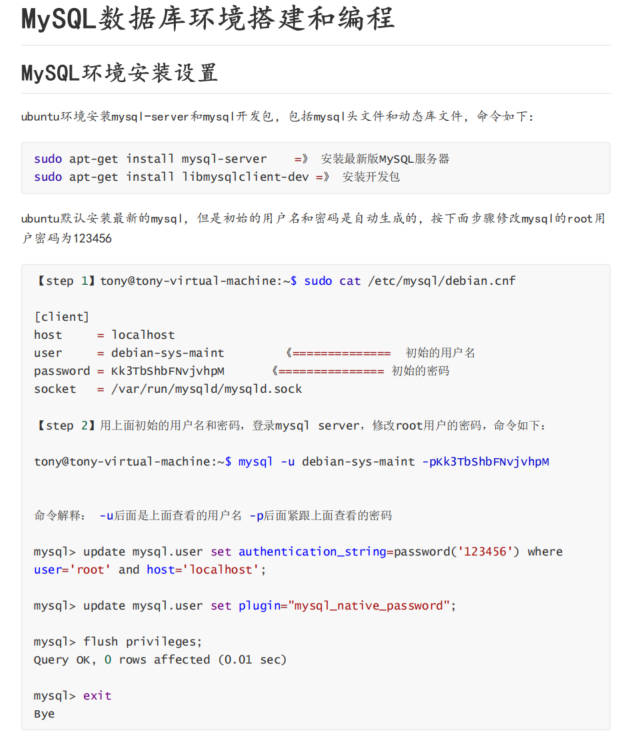 MySQL数据库环境搭建和编程
MySQL环境安装设置
ubuntu环境安装mysql-server和mysql开发包，包括mysql头文件和动态库文件，命令如下：
sudo apt-get install mysql-server    =》 安装最新版MySQL服务器
sudo apt-get install libmysqlclient-dev =》 安装开发包
ubuntu默认安装最新的mysql，但是初始的用户名和密码是自动生成的，按下面步骤修改mysql的root用
户密码为123456
【step 1】tony@tony-virtual-machine:~$ sudo cat /etc/mysql/debian.cnf
[client]
host     = localhost
user     = debian-sys-maint         《============== 初始的用户名
password = Kk3TbShbFNvjvhpM       《=============== 初始的密码
socket   = /var/run/mysqld/mysqld.sock
【step 2】用上面初始的用户名和密码，登录mysql server，修改root用户的密码，命令如下：
tony@tony-virtual-machine:~$ mysql -u debian-sys-maint -pKk3TbShbFNvjvhpM
命令解释： -u后面是上面查看的用户名 -p后面紧跟上面查看的密码
mysql> update mysql.user set authentication_string=password('123456') where
user='root' and host='localhost';
mysql> update mysql.user set plugin="mysql_native_password";
mysql> flush privileges;
Query OK, 0 rows affected (0.01 sec)
mysql> exit
Bye